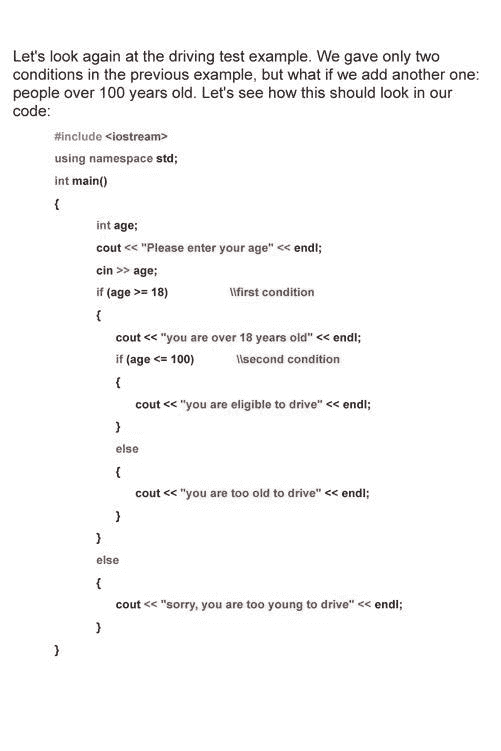 Let's look again at the driving test example. We gave only two
conditions in the previous example, but what if we add another one:
people over 100 years old. Let's see how this should look in our
code:
#include <iostream>
using namespace std;
int main()
{
int age;
cout << "Please enter your age" << endl;
cin >> age;
if (age >= 18) \\first condition
{
cout << "you are over 18 years old" << endl;
if (age <= 100) \\second condition
{
cout << "you are eligible to drive" << endl;
}
else
{
cout << "you are too old to drive" << endl;
}
}
else
{
cout << "sorry, you are too young to drive" << endl;
}
}